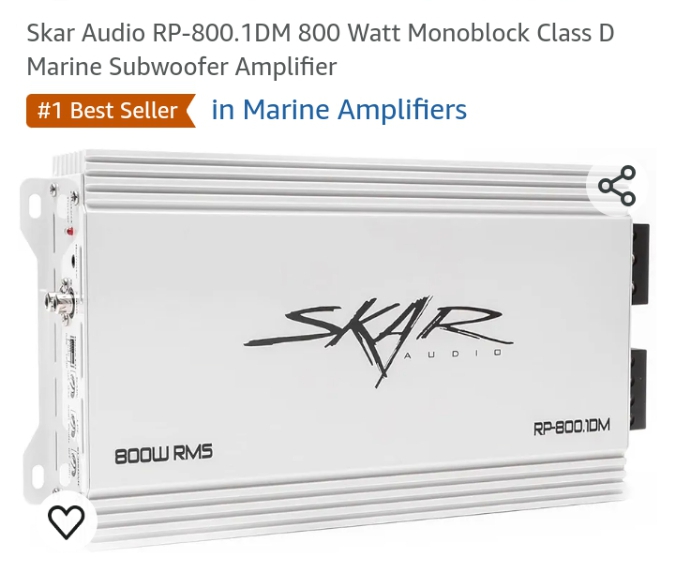 Skar Audio RP-800.1DM 800 Watt Monoblock Class D
Marine Subwoofer Amplifier
#1 Best Seller in Marine Amplifiers
SKAR
AUDIO
RP-800.1DM
800W RMS